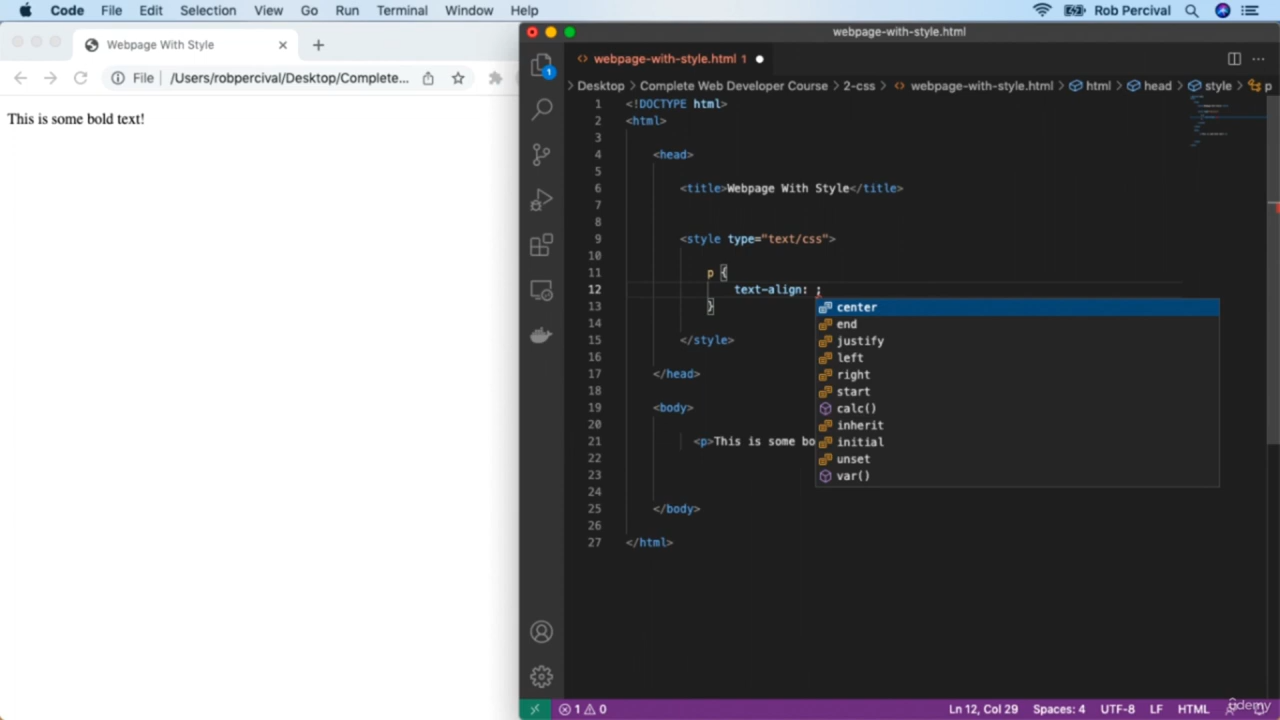 Code File Edit Selection View Go Run Terminal Window Help Rob Percival
Webpage With Style
File /Users/robpercival/Desktop/Complete...
This is some bold text!
webpage-with-style.html
webpage-with-style.html 1
Desktop > Complete Web Developer Course > 2-css > webpage-with-style.html > html > head > style > p
1 <!DOCTYPE html>
2 <html>
3
4 <head>
5
6 <title>Webpage With Style</title>
7
8
9 <style type="text/css">
10
11 p {
12 text-align: ;
13 }
14
15 </style>
16
17 </head>
18
19 <body>
20
21 <p>This is some bo
22
23
24
25 </body>
26
27 </html>
center
end
justify
left
right
start
calc()
inherit
initial
unset
var()
1
1 0 Ln 12, Col 29 Spaces: 4 UTF-8 LF HTML
ûdemy